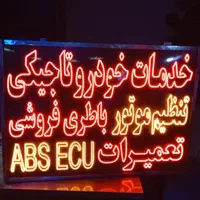 خدمات خودرو تاجیکی
تنظیم موتور باطری فروشی
تعمیرات ABS ECU